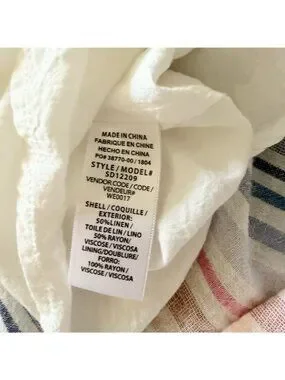 MADE IN CHINA
FABRIQUE EN CHINE
HECHO EN CHINA
PO# 38770-00 / 1804
STYLE / MODEL#
SD12209
VENDOR CODE / CODE /
VENDEUR#
WE0017
SHELL / COQUILLE /
EXTERIOR:
50% LINEN /
TOILE DE LIN / LINO
50% RAYON /
VISCOSE / VISCOSA
LINING/DOUBLURE/
FORRO:
100% RAYON /
VISCOSE / VISCOSA